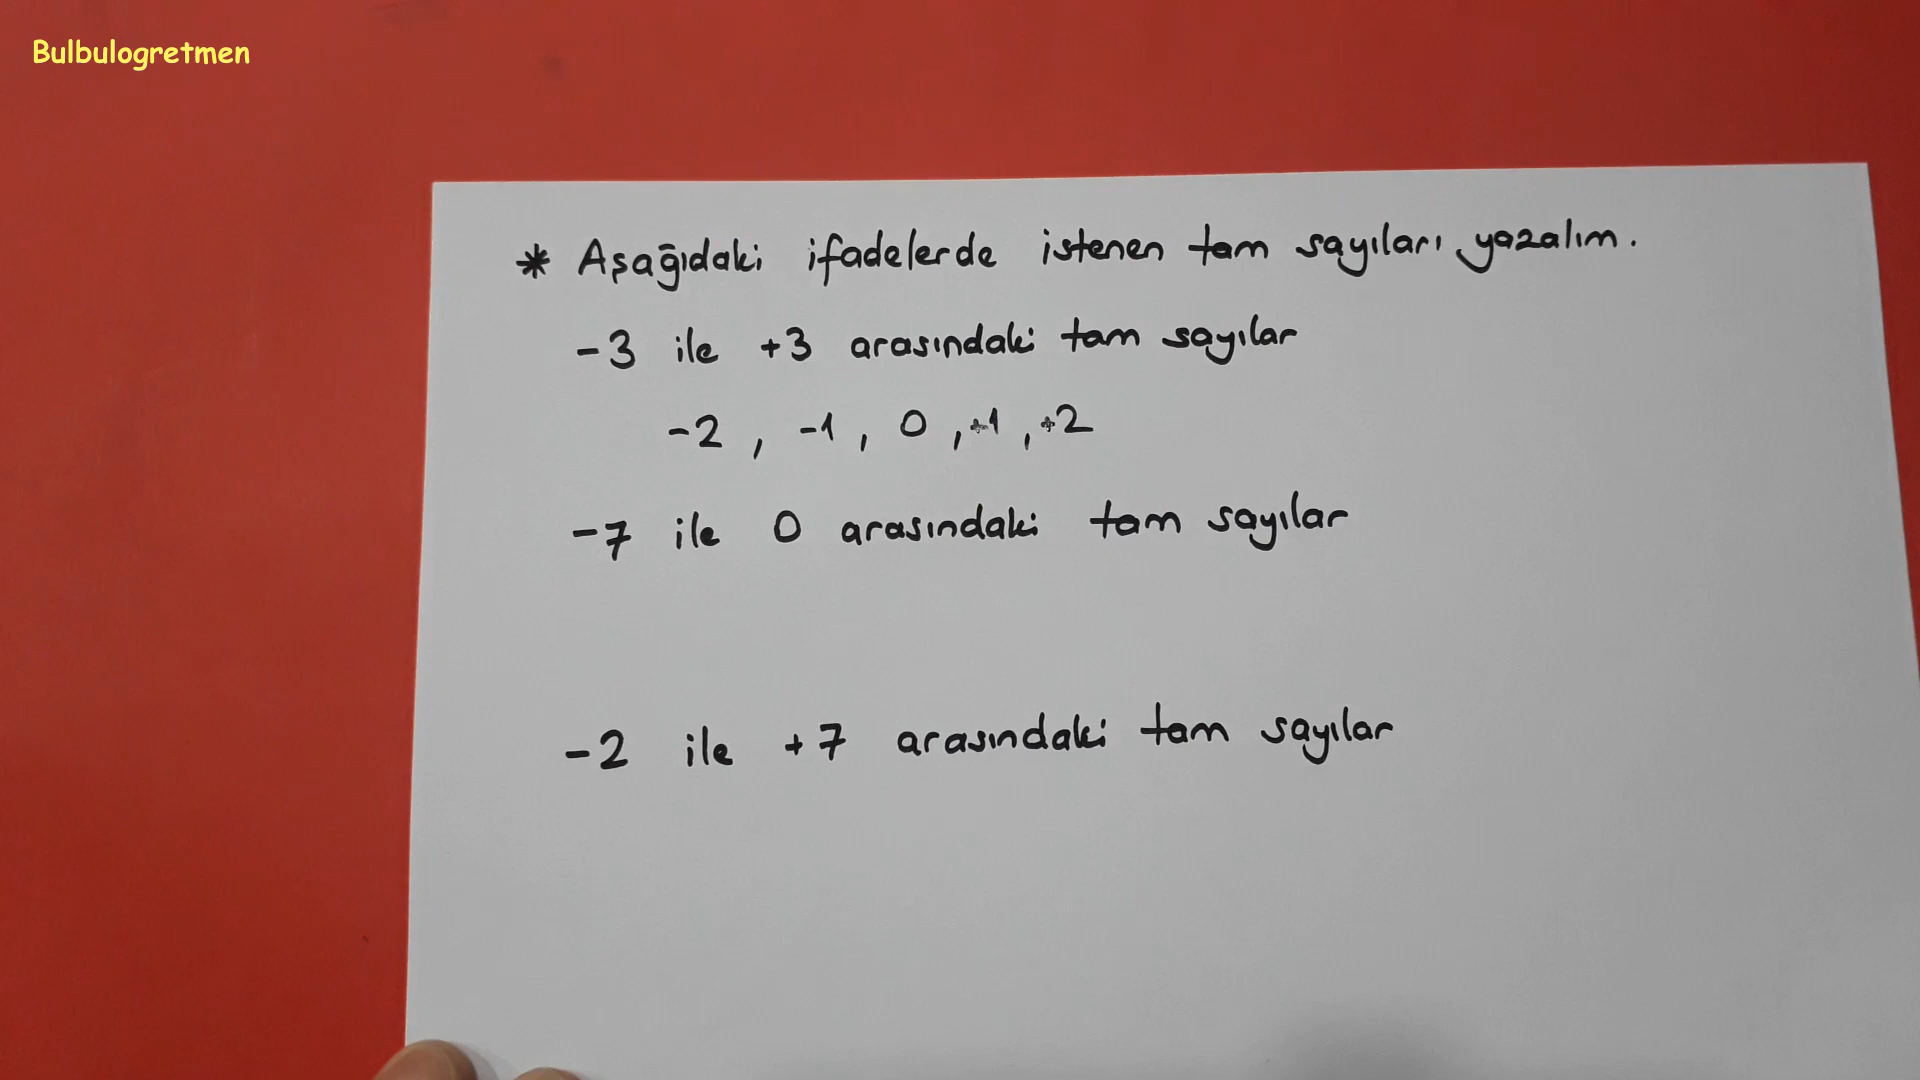 Bulbulogretmen
* Aşağıdaki ifadelerde istenen tam sayıları yazalım.
-3 ile +3 arasındaki tam sayılar
-2, -1, 0, +1, +2
-7 ile 0 arasındaki tam sayılar
-2 ile +7 arasındaki tam sayılar